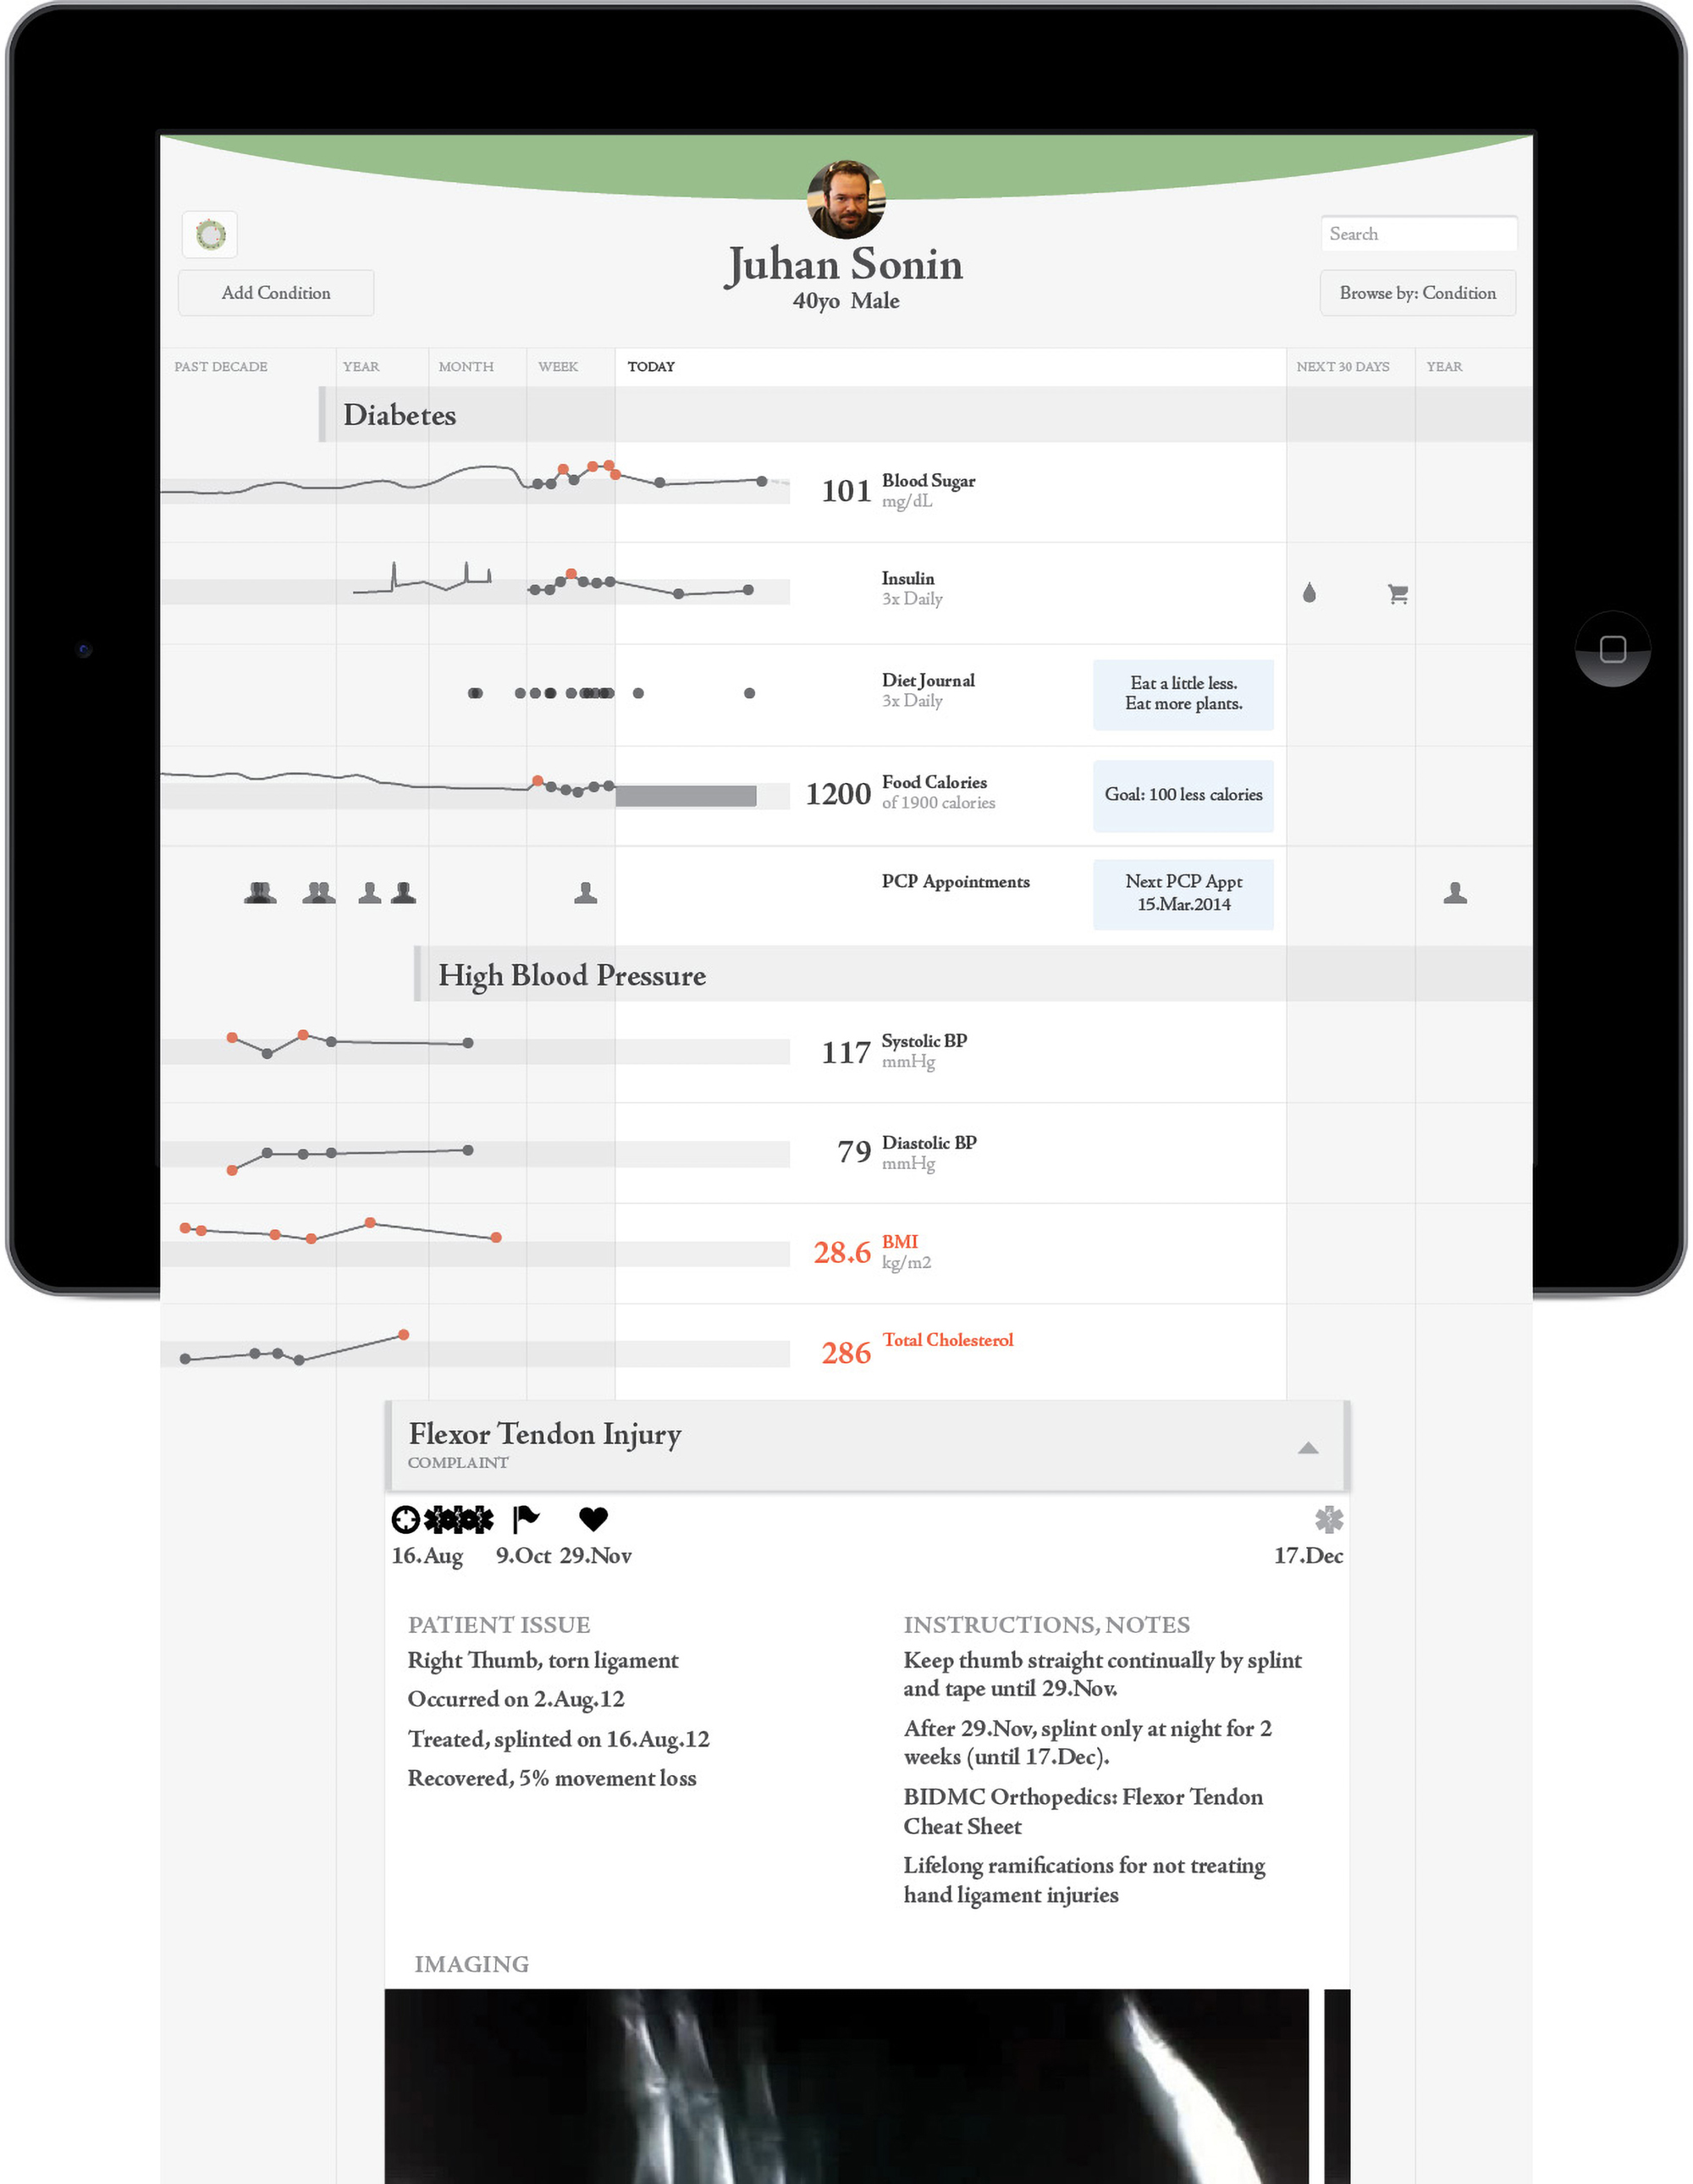 Juhan Sonin
40yo Male
Add Condition
Search
Browse by: Condition
PAST DECADE
YEAR
MONTH
WEEK
TODAY
NEXT 30 DAYS
YEAR
Diabetes
101
Blood Sugar
mg/dL
Insulin
3x Daily
Diet Journal
3x Daily
Eat a little less.
Eat more plants.
1200
Food Calories
of 1900 calories
Goal: 100 less calories
PCP Appointments
Next PCP Appt
15.Mar.2014
High Blood Pressure
117
Systolic BP
mmHg
79
Diastolic BP
mmHg
28.6
BMI
kg/m2
286
Total Cholesterol
Flexor Tendon Injury
COMPLAINT
16.Aug
9.Oct
29.Nov
17.Dec
PATIENT ISSUE
Right Thumb, torn ligament
Occurred on 2.Aug.12
Treated, splinted on 16.Aug.12
Recovered, 5% movement loss
INSTRUCTIONS, NOTES
Keep thumb straight continually by splint
and tape until 29.Nov.
After 29.Nov, splint only at night for 2
weeks (until 17.Dec).
BIDMC Orthopedics: Flexor Tendon
Cheat Sheet
Lifelong ramifications for not treating
hand ligament injuries
IMAGING